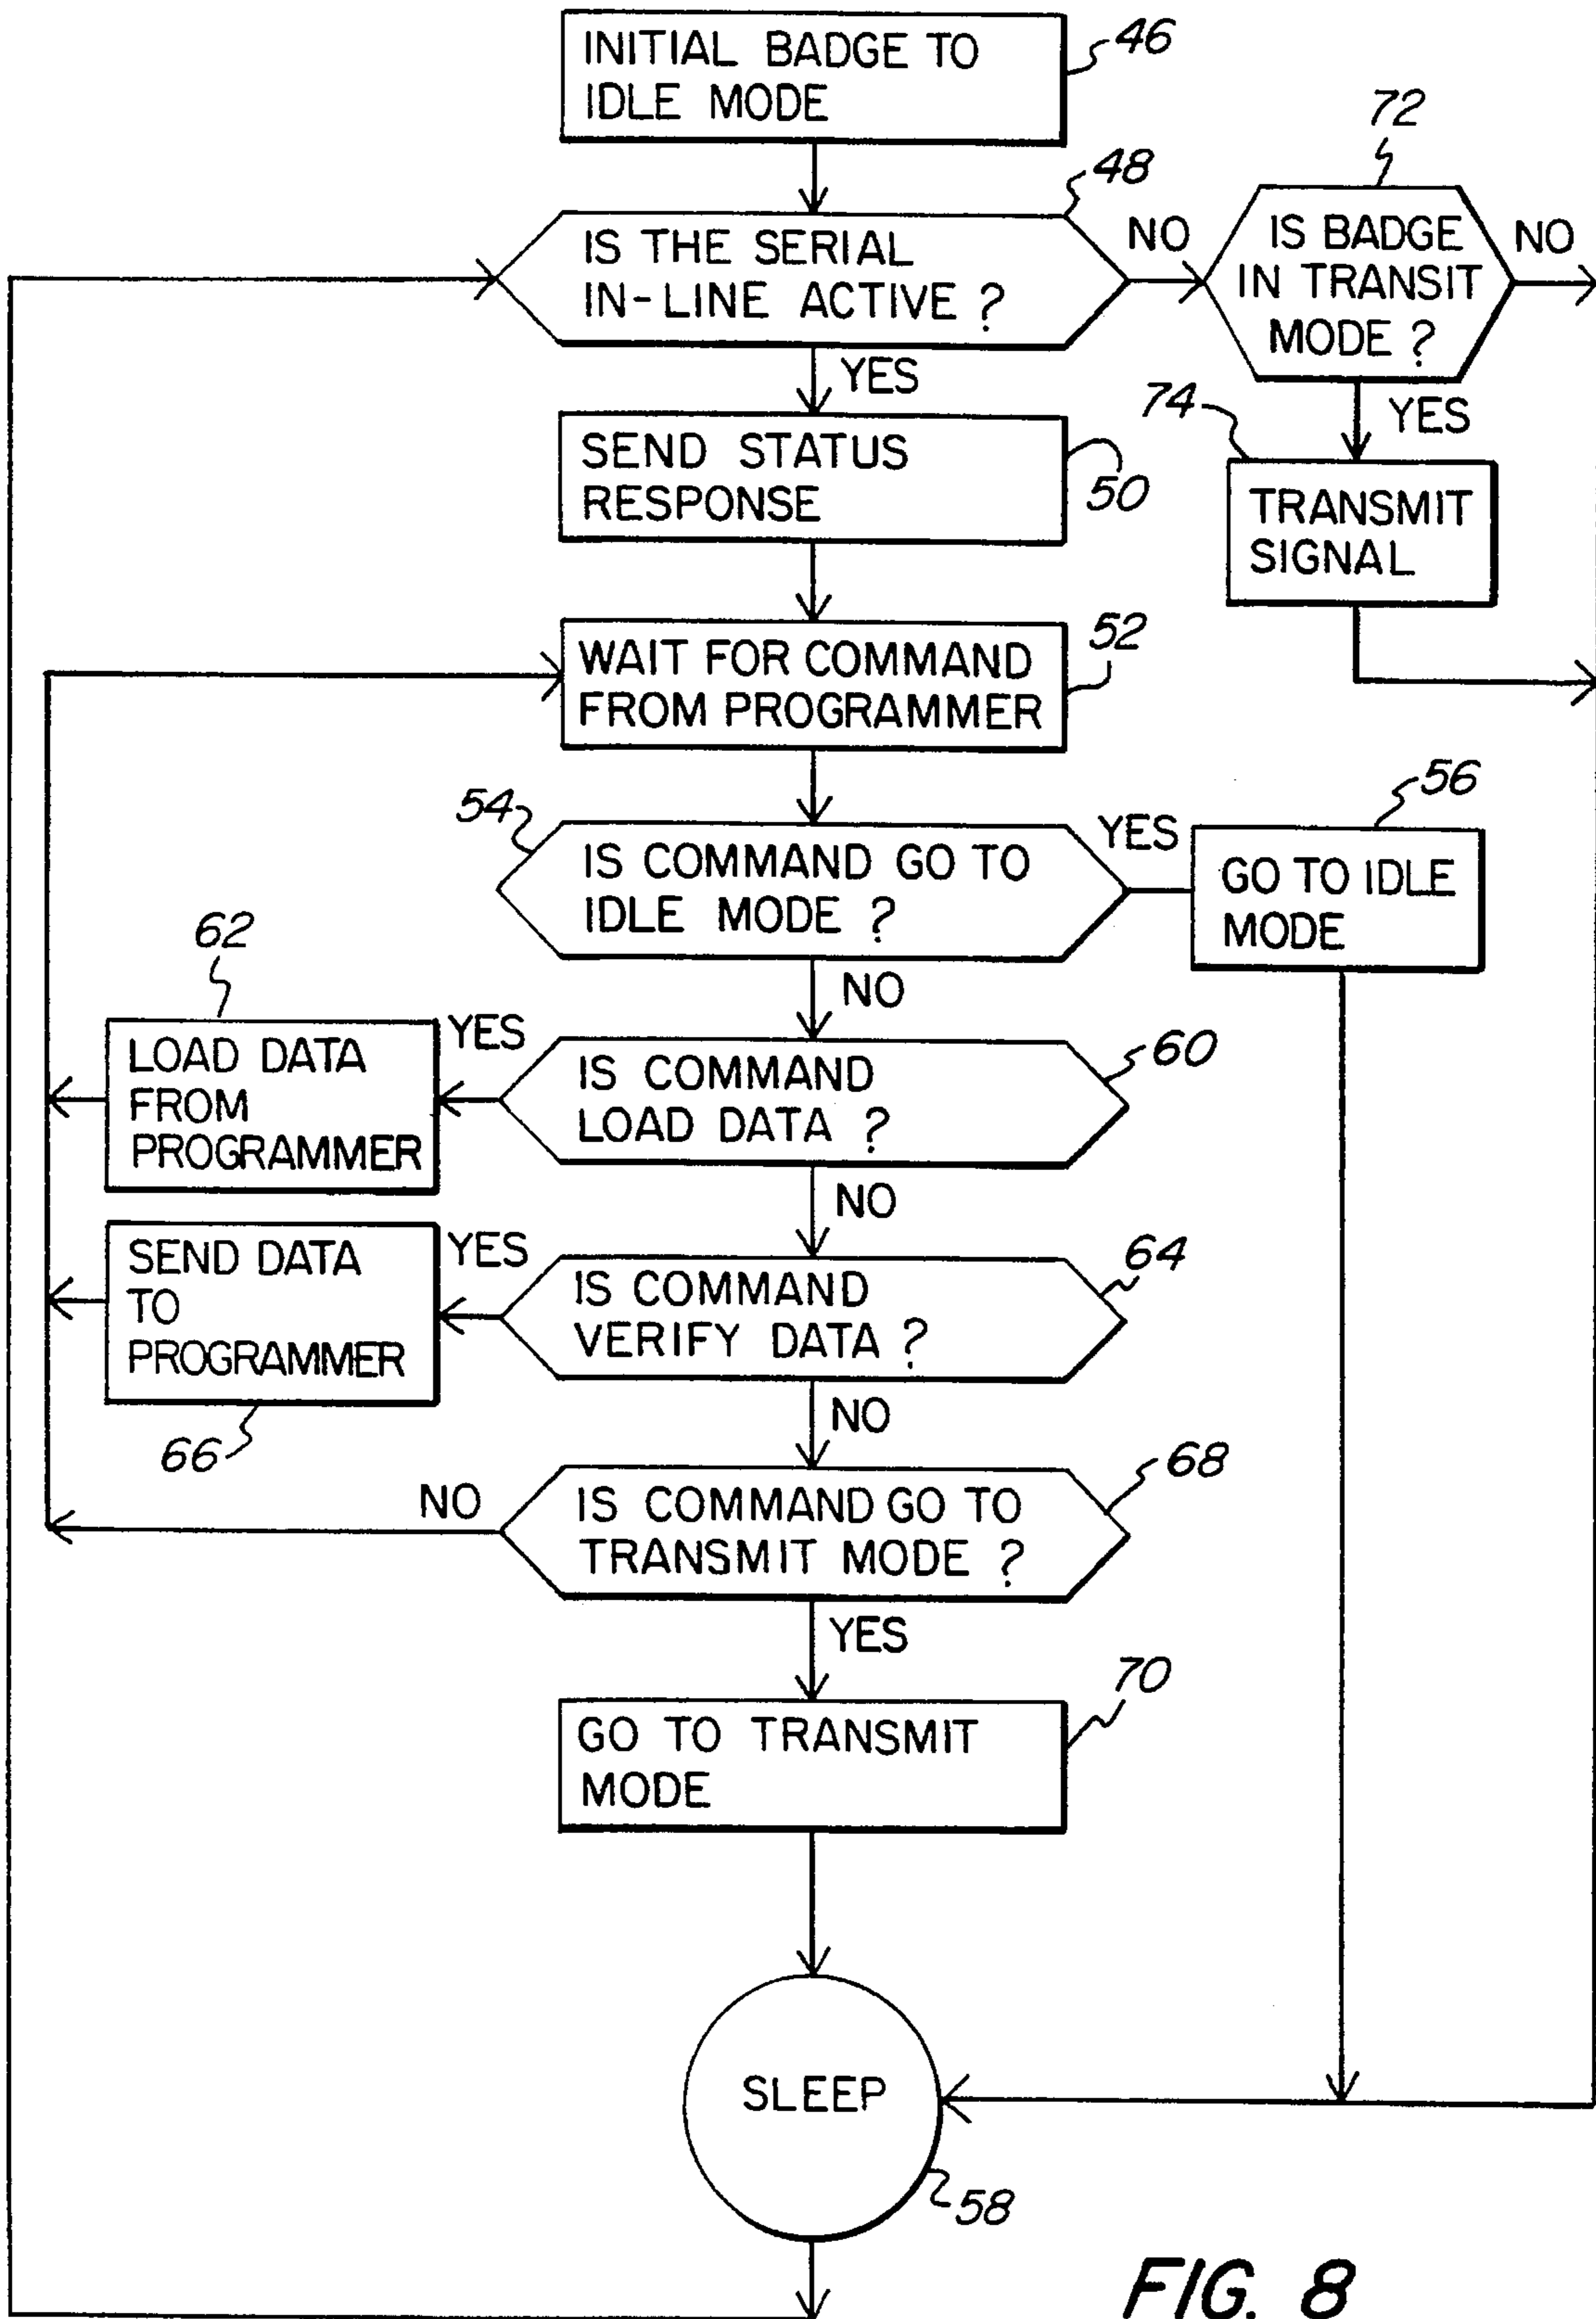 INITIAL BADGE TO
IDLE MODE
46
72
48
IS THE SERIAL
IN-LINE ACTIVE ?
NO
IS BADGE
IN TRANSIT
MODE ?
NO
YES
74
YES
SEND STATUS
RESPONSE
50
TRANSMIT
SIGNAL
WAIT FOR COMMAND
FROM PROGRAMMER
52
54
IS COMMAND GO TO
IDLE MODE ?
YES
56
GO TO IDLE
MODE
NO
62
LOAD DATA
FROM
PROGRAMMER
YES
IS COMMAND
LOAD DATA ?
60
NO
SEND DATA
TO
PROGRAMMER
YES
IS COMMAND
VERIFY DATA ?
64
66
NO
NO
IS COMMAND GO TO
TRANSMIT MODE ?
68
YES
70
GO TO TRANSMIT
MODE
SLEEP
58
FIG. 8